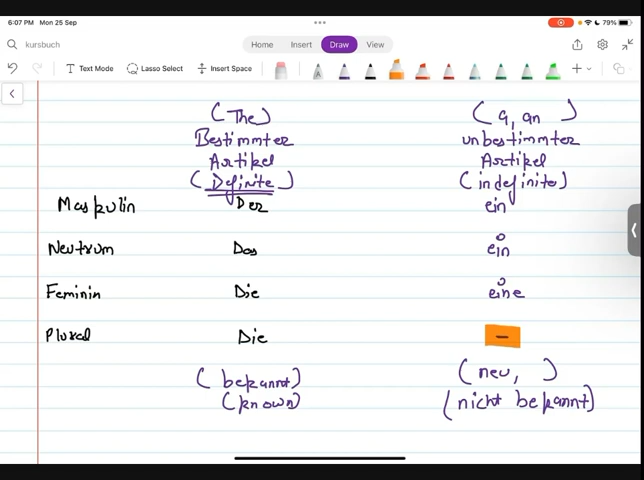 6:07 PM Mon 25 Sep
79%
kursbuch
Home Insert Draw View
Text Mode Lasso Select Insert Space
(The) (a, an )
Bestimmter unbestimmter
Artikel Artikel
(Definite) (indefinite)
Maskulin Der ein
Neutrum Das ein
Feminin Die eine
Plural Die -
(bekannt) (neu, )
(known) (nicht bekannt)